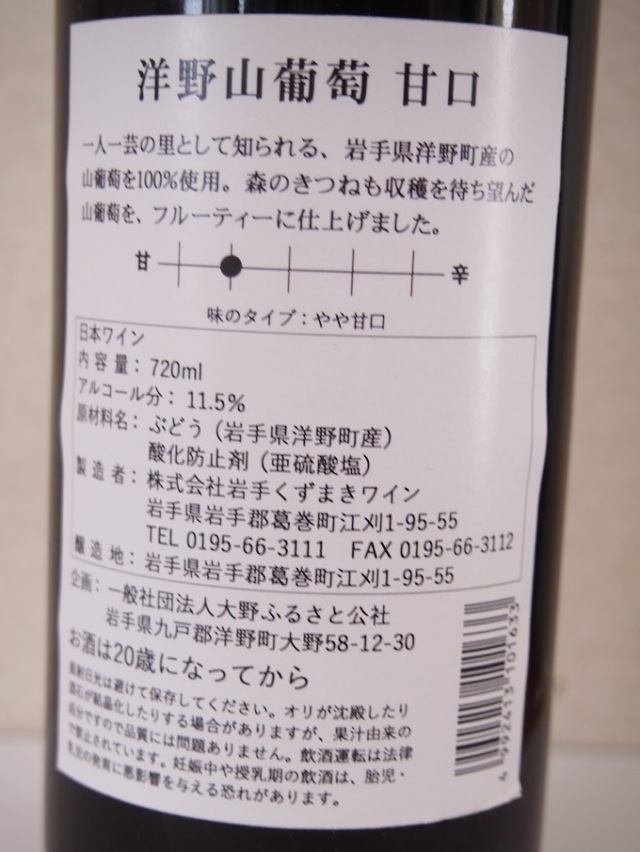 洋野山葡萄 甘口
一人一芸の里として知られる、岩手県洋野町産の
山葡萄を100%使用。森のきつねも収穫を待ち望んだ
山葡萄を、フルーティーに仕上げました。
甘 辛
味のタイプ：やや甘口
日本ワイン
内容量：720ml
アルコール分：11.5%
原材料名：ぶどう（岩手県洋野町産）
酸化防止剤（亜硫酸塩）
製造者：株式会社岩手くずまきワイン
岩手県岩手郡葛巻町江刈1-95-55
TEL 0195-66-3111 FAX 0195-66-3112
醸造地：岩手県岩手郡葛巻町江刈1-95-55
企画：一般社団法人大野ふるさと公社
岩手県九戸郡洋野町大野58-12-30
お酒は20歳になってから
直射日光は避けて保存してください。オリが沈殿したり
酒石が結晶化したりする場合がありますが、果汁由来の
成分ですので品質には問題ありません。飲酒運転は法律
で禁止されています。妊娠中や授乳期の飲酒は、胎児・
乳児の発育に悪影響を与える恐れがあります。
4992413101633